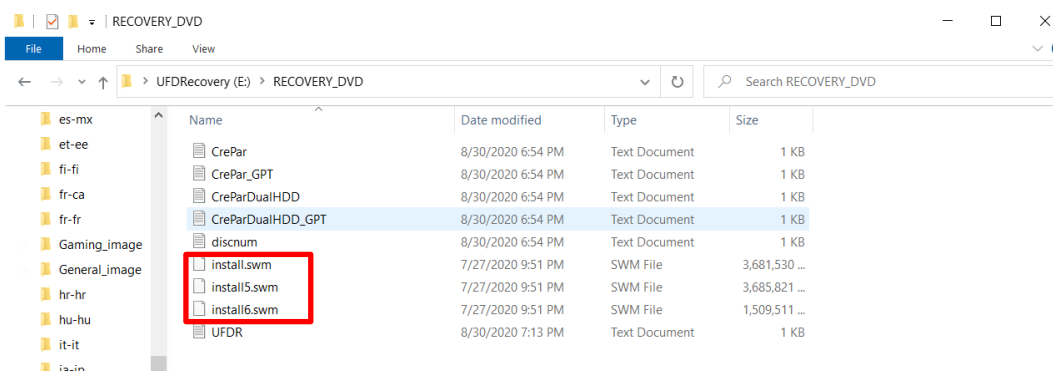 RECOVERY_DVD
File Home Share View
UFDRecovery (E:) > RECOVERY_DVD Search RECOVERY_DVD
es-mx
et-ee
fi-fi
fr-ca
fr-fr
Gaming_image
General_image
hr-hr
hu-hu
it-it
ja-jp
Name Date modified Type Size
CrePar 8/30/2020 6:54 PM Text Document 1 KB
CrePar_GPT 8/30/2020 6:54 PM Text Document 1 KB
CreParDualHDD 8/30/2020 6:54 PM Text Document 1 KB
CreParDualHDD_GPT 8/30/2020 6:54 PM Text Document 1 KB
discnum 8/30/2020 6:54 PM Text Document 1 KB
install.swm 7/27/2020 9:51 PM SWM File 3,681,530 ...
install5.swm 7/27/2020 9:51 PM SWM File 3,685,821 ...
install6.swm 7/27/2020 9:51 PM SWM File 1,509,511 ...
UFDR 8/30/2020 7:13 PM Text Document 1 KB